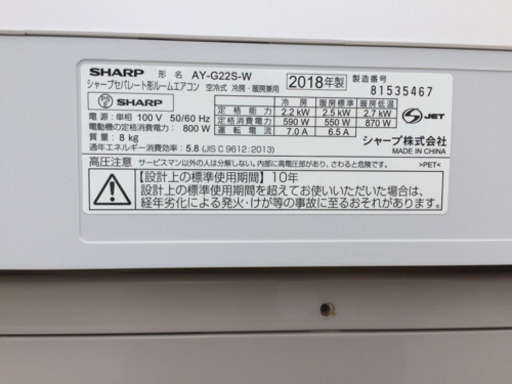 SHARP 形名 AY-G22S-W 2018年製 製造番号
シャープセパレート形ルームエアコン 空冷式 冷房・暖房兼用 81535467
SHARP 冷房 暖房標準 暖房低温
電源:単相 100 V 50/60 Hz 定格能力 2.2 kW 2.5 kW 2.7 kW JET
電動機の定格消費電力: 800 W 定格消費電力 590 W 550 W 870 W
質量: 8 kg 運転電流 7.0 A 6.5 A
通年エネルギー消費効率: 5.8 (JIS C 9612:2013) シャープ株式会社
MADE IN CHINA
高圧注意 サービスマン以外の人は分解しない。内部に高電圧部があり、さわると危険です。 >PET<
【設計上の標準使用期間】10年
設計上の標準使用期間を超えてお使いいただいた場合は、
経年劣化による発火・けが等の事故に至るおそれがあります。